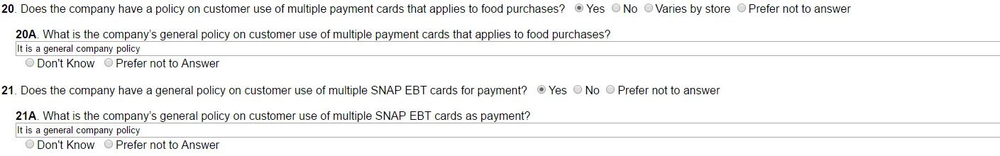 20. Does the company have a policy on customer use of multiple payment cards that applies to food purchases? Yes No Varies by store Prefer not to answer
20A. What is the company's general policy on customer use of multiple payment cards that applies to food purchases?
It is a general company policy
Don't Know Prefer not to Answer
21. Does the company have a general policy on customer use of multiple SNAP EBT cards for payment? Yes No Prefer not to answer
21A. What is the company's general policy on customer use of multiple SNAP EBT cards as payment?
It is a general company policy
Don't Know Prefer not to Answer